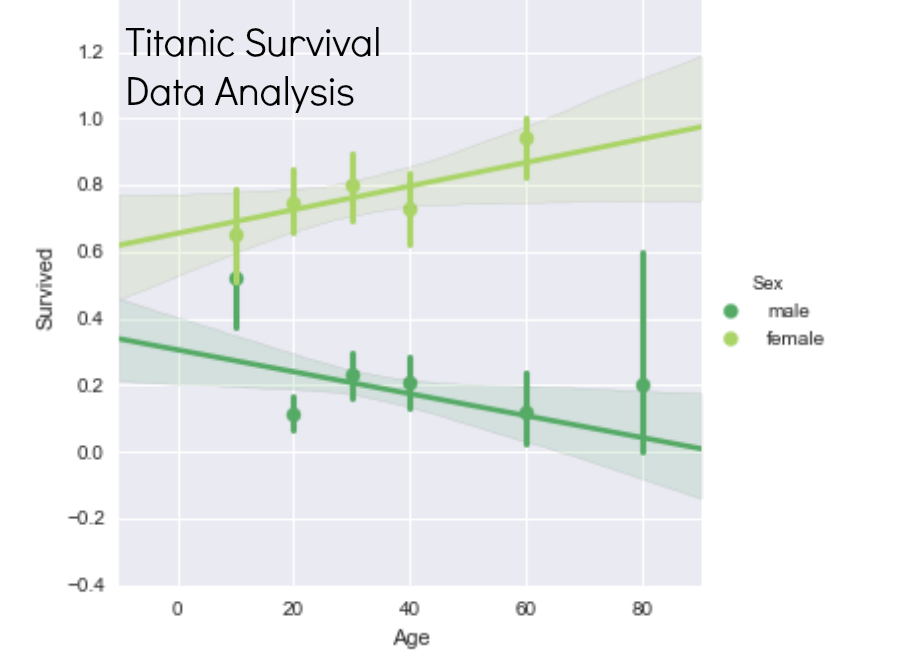 Titanic Survival
Data Analysis
1.2
1.0
0.8
0.6
0.4
0.2
0.0
−0.2
−0.4
Survived
0 20 40 60 80
Age
Sex
male
female